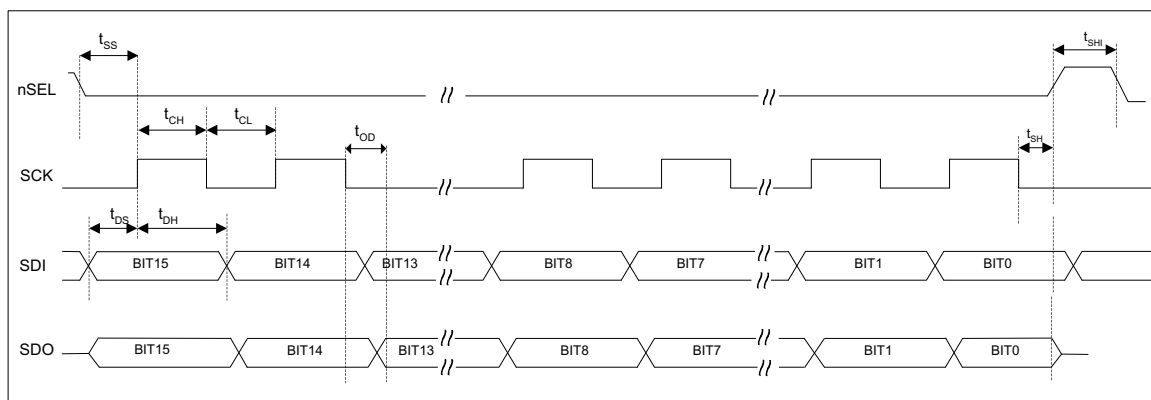 tSS
tSHI
nSEL
tCH
tCL
tOD
tSH
SCK
tDS
tDH
SDI
BIT15
BIT14
BIT13
BIT8
BIT7
BIT1
BIT0
SDO
BIT15
BIT14
BIT13
BIT8
BIT7
BIT1
BIT0